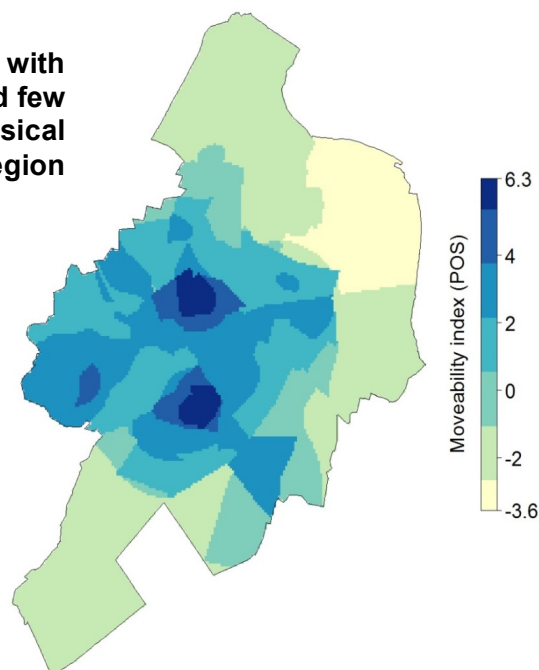 with
d few
sical
egion
6.3
4
2
0
-2
-3.6
Moveability index (POS)